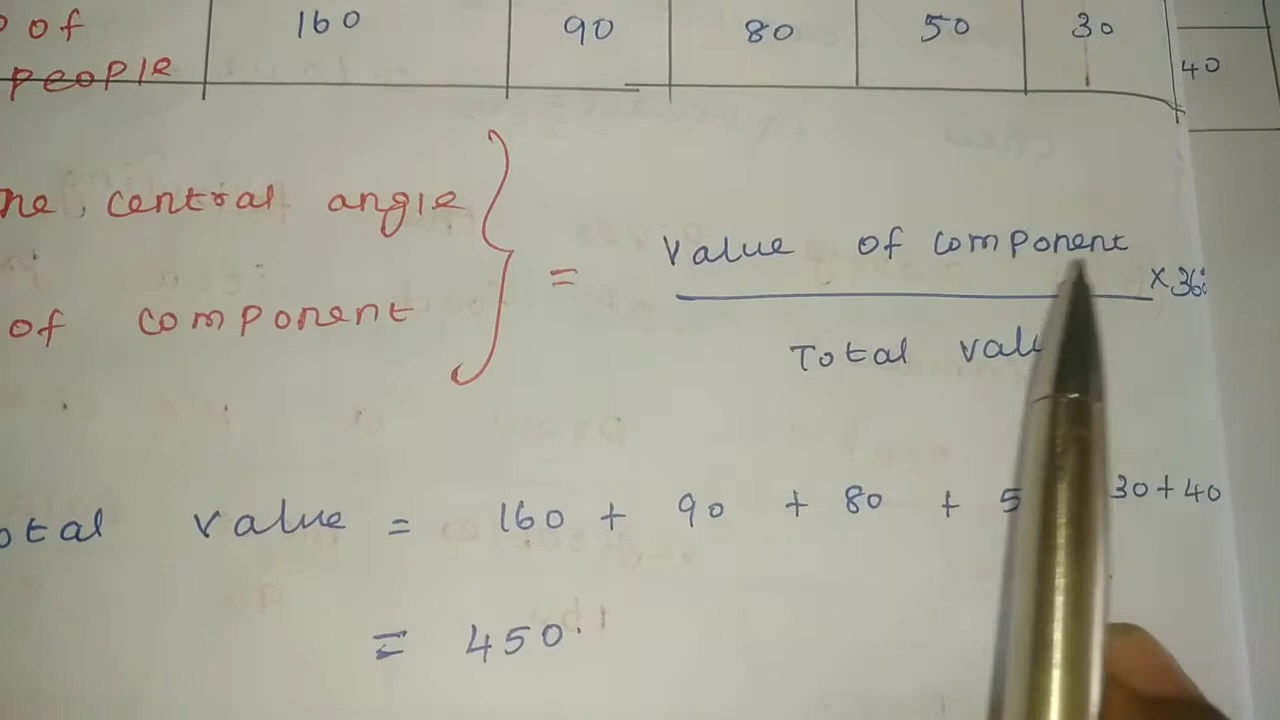 of 160 90 80 50 30
people 40
central angle
Value of component
× 36
of component } =
Total val
otal value = 160 + 90 + 80 + 5 30+40
= 450